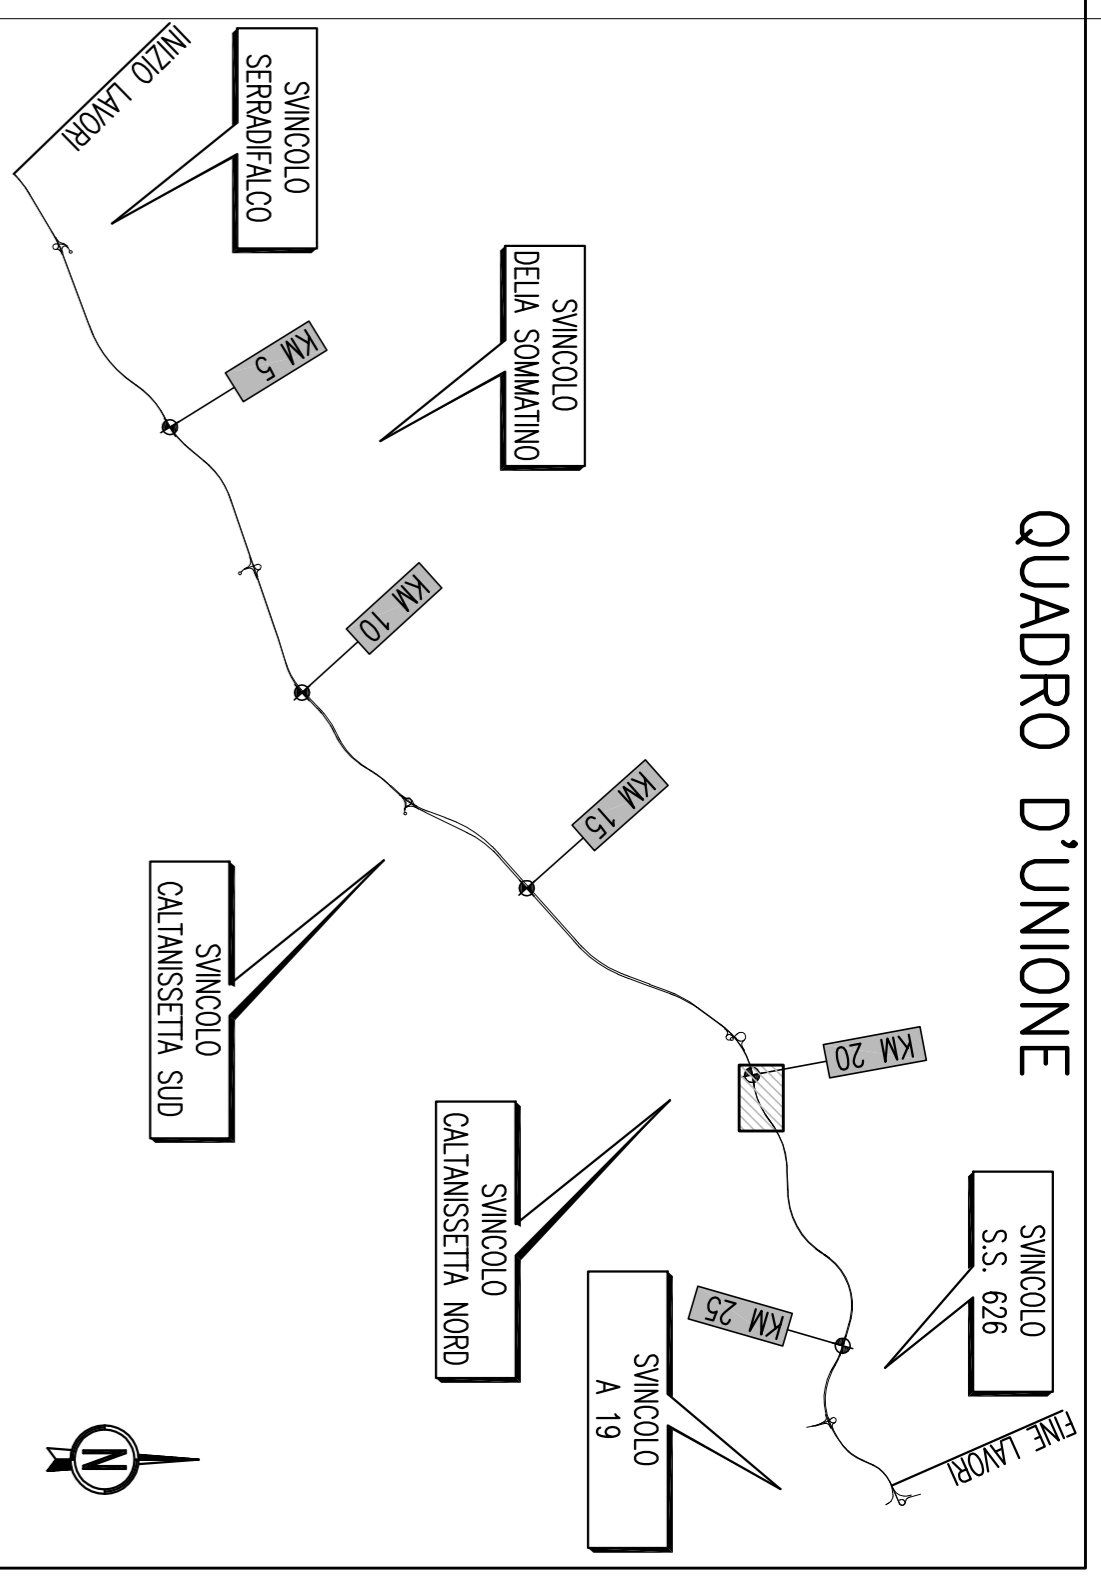 QUADRO D'UNIONE
INIZIO LAVORI
SVINCOLO
SERRADIFALCO
KM 5
SVINCOLO
DELIA SOMMATINO
KM 10
KM 15
SVINCOLO
CALTANISSETTA SUD
KM 20
SVINCOLO
CALTANISSETTA NORD
KM 25
SVINCOLO
S.S. 626
SVINCOLO
A 19
FINE LAVORI
N